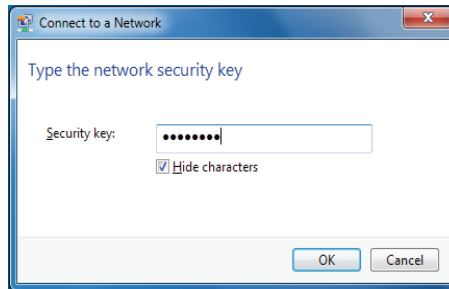 Connect to a Network
Type the network security key
Security key: ••••••••
Hide characters
OK Cancel